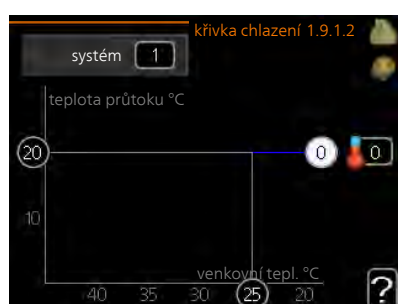 křivka chlazení 1.9.1.2
systém 1
teplota průtoku °C
20 0 0
10
venkovní tepl. °C
40 35 30 25 20
?